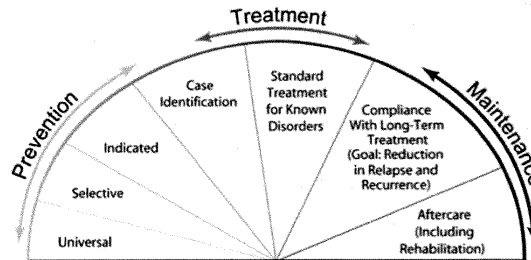 Treatment
Prevention
Maintenance
Universal
Selective
Indicated
Case
Identification
Standard
Treatment
for Known
Disorders
Compliance
With Long-Term
Treatment
(Goal: Reduction
in Relapse and
Recurrence)
Aftercare
(Including
Rehabilitation)